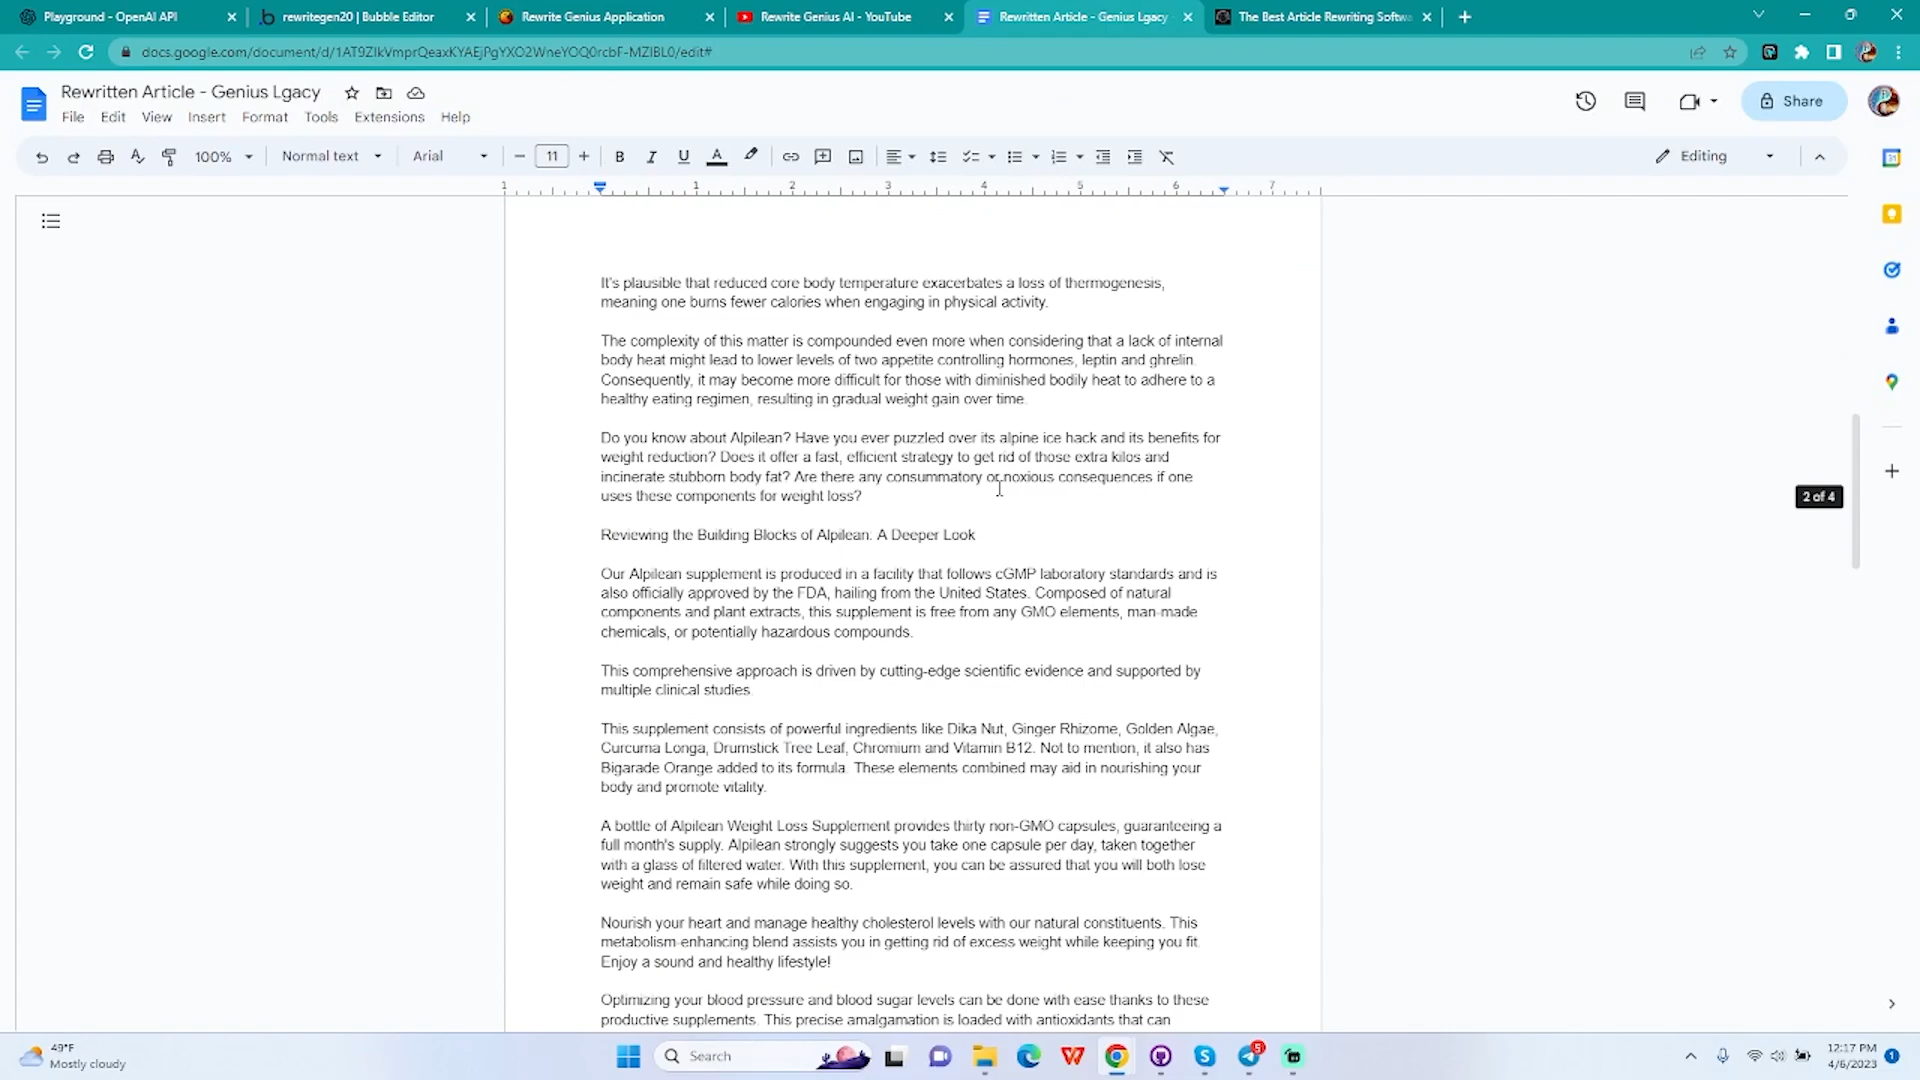 Playground - OpenAI API
rewritegen20 | Bubble Editor
Rewrite Genius Application
Rewrite Genius AI - YouTube
Rewritten Article - Genius Lgacy
The Best Article Rewriting Softwa
docs.google.com/document/d/1AT9ZIkVmprQeaxKYAEjPgYXO2WneYOQ0rcbF-MZIBL0/edit#
Rewritten Article - Genius Lgacy
File Edit View Insert Format Tools Extensions Help
Share
100% Normal text Arial 11 B I U A
Editing
1 1 2 3 4 5 6 7
It's plausible that reduced core body temperature exacerbates a loss of thermogenesis,
meaning one burns fewer calories when engaging in physical activity.
The complexity of this matter is compounded even more when considering that a lack of internal
body heat might lead to lower levels of two appetite controlling hormones, leptin and ghrelin.
Consequently, it may become more difficult for those with diminished bodily heat to adhere to a
healthy eating regimen, resulting in gradual weight gain over time.
Do you know about Alpilean? Have you ever puzzled over its alpine ice hack and its benefits for
weight reduction? Does it offer a fast, efficient strategy to get rid of those extra kilos and
incinerate stubborn body fat? Are there any consummatory or noxious consequences if one
uses these components for weight loss?
2 of 4
Reviewing the Building Blocks of Alpilean: A Deeper Look
Our Alpilean supplement is produced in a facility that follows cGMP laboratory standards and is
also officially approved by the FDA, hailing from the United States. Composed of natural
components and plant extracts, this supplement is free from any GMO elements, man-made
chemicals, or potentially hazardous compounds.
This comprehensive approach is driven by cutting-edge scientific evidence and supported by
multiple clinical studies.
This supplement consists of powerful ingredients like Dika Nut, Ginger Rhizome, Golden Algae,
Curcuma Longa, Drumstick Tree Leaf, Chromium and Vitamin B12. Not to mention, it also has
Bigarade Orange added to its formula. These elements combined may aid in nourishing your
body and promote vitality.
A bottle of Alpilean Weight Loss Supplement provides thirty non-GMO capsules, guaranteeing a
full month's supply. Alpilean strongly suggests you take one capsule per day, taken together
with a glass of filtered water. With this supplement, you can be assured that you will both lose
weight and remain safe while doing so.
Nourish your heart and manage healthy cholesterol levels with our natural constituents. This
metabolism-enhancing blend assists you in getting rid of excess weight while keeping you fit.
Enjoy a sound and healthy lifestyle!
Optimizing your blood pressure and blood sugar levels can be done with ease thanks to these
productive supplements. This precise amalgamation is loaded with antioxidants that can
49°F
Mostly cloudy
Search
5
12:17 PM
4/6/2023
1